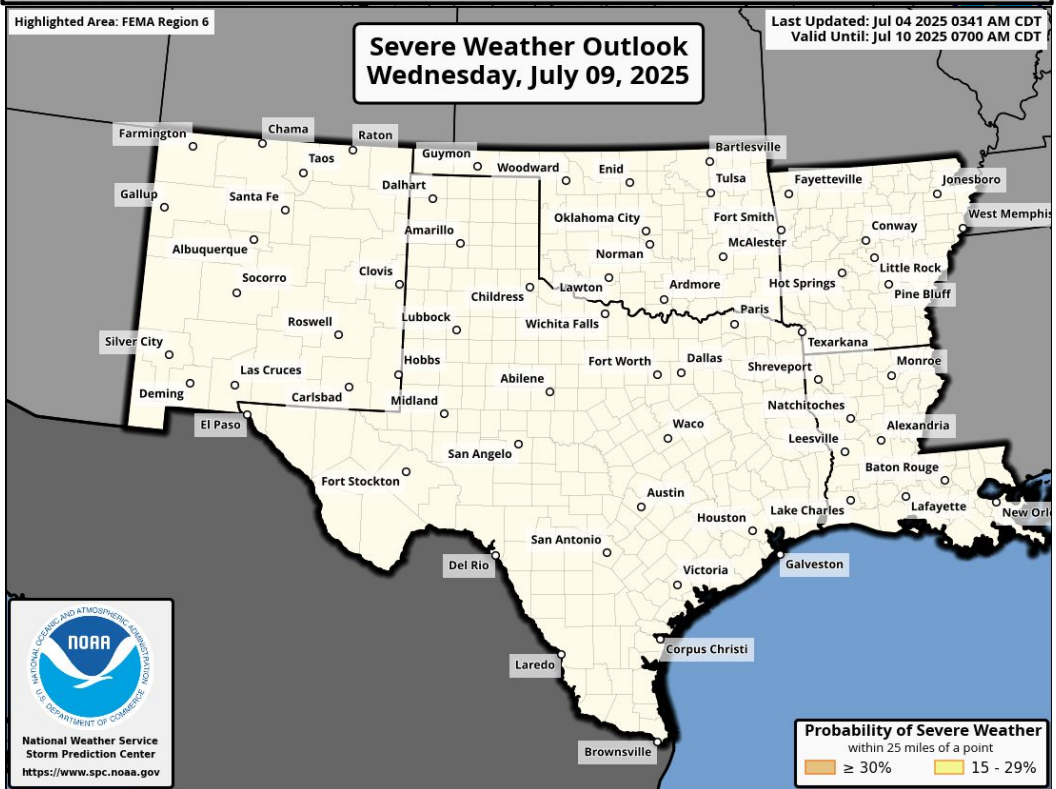 Highlighted Area: FEMA Region 6
Severe Weather Outlook
Wednesday, July 09, 2025
Last Updated: Jul 04 2025 0341 AM CDT
Valid Until: Jul 10 2025 0700 AM CDT
Farmington
Chama
Raton
Taos
Guymon
Woodward
Enid
Bartlesville
Tulsa
Fayetteville
Jonesboro
Gallup
Santa Fe
Dalhart
Oklahoma City
Fort Smith
Conway
West Memphis
Albuquerque
Amarillo
Norman
McAlester
Little Rock
Socorro
Clovis
Childress
Lawton
Ardmore
Hot Springs
Pine Bluff
Roswell
Lubbock
Wichita Falls
Paris
Texarkana
Silver City
Las Cruces
Hobbs
Fort Worth
Dallas
Shreveport
Monroe
Deming
Carlsbad
Midland
Abilene
Natchitoches
El Paso
San Angelo
Waco
Leesville
Alexandria
Fort Stockton
Austin
Baton Rouge
Houston
Lake Charles
Lafayette
New Orl
Del Rio
San Antonio
Galveston
Victoria
Laredo
Corpus Christi
Brownsville
NATIONAL OCEANIC AND ATMOSPHERIC ADMINISTRATION
NOAA
U.S. DEPARTMENT OF COMMERCE
National Weather Service
Storm Prediction Center
https://www.spc.noaa.gov
Probability of Severe Weather
within 25 miles of a point
≥ 30%
15 - 29%